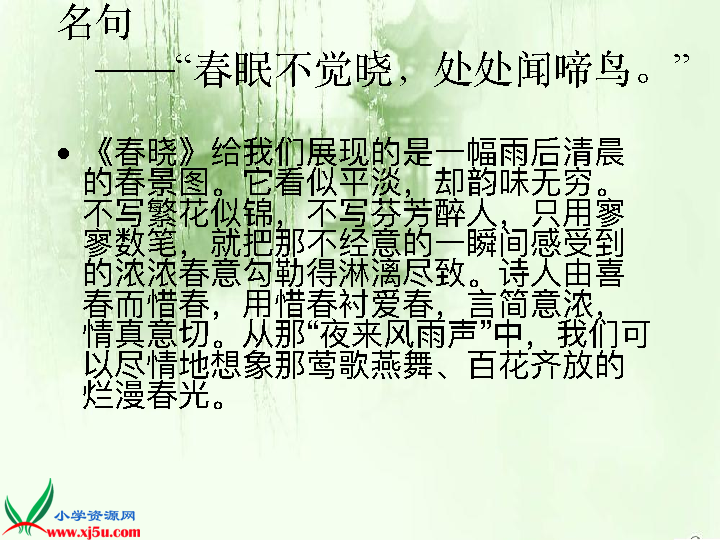 名句
——“春眠不觉晓，处处闻啼鸟。”
• 《春晓》给我们展现的是一幅雨后清晨
的春景图。它看似平淡，却韵味无穷。
不写繁花似锦，不写芬芳醉人，只用寥
寥数笔，就把那不经意的一瞬间感受到
的浓浓春意勾勒得淋漓尽致。诗人由喜
春而惜春，用惜春衬爱春，言简意浓，
情真意切。从那“夜来风雨声”中，我们可
以尽情地想象那莺歌燕舞、百花齐放的
烂漫春光。
小学资源网
www.xj5u.com